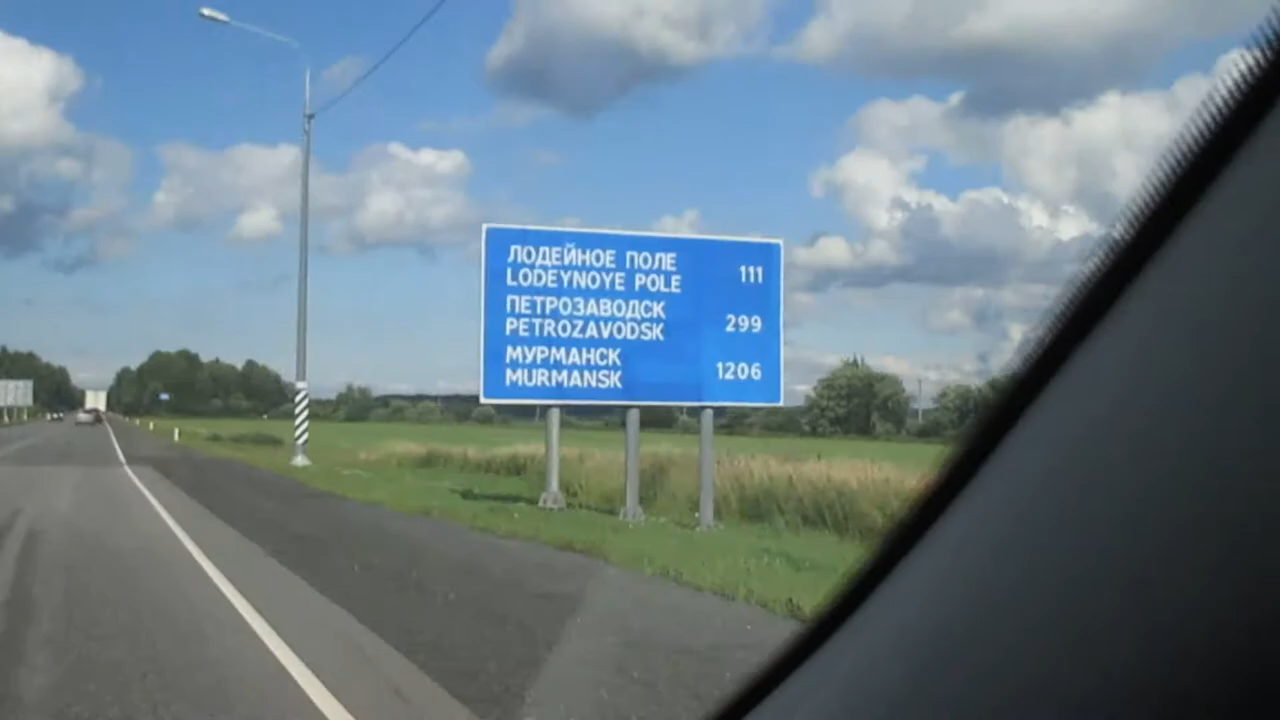 ЛОДЕЙНОЕ ПОЛЕ
LODEYNOYE POLE 111
ПЕТРОЗАВОДСК
PETROZAVODSK 299
МУРМАНСК
MURMANSK 1206